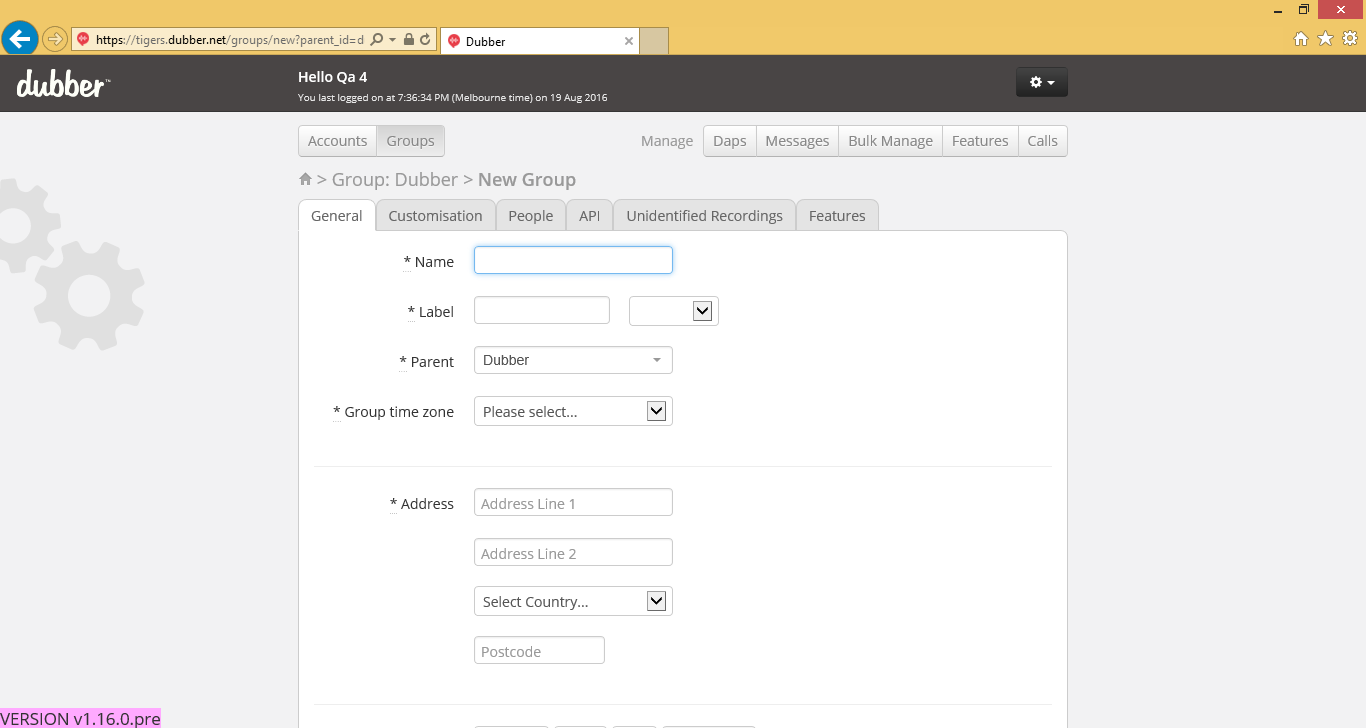 https://tigers.dubber.net/groups/new?parent_id=d
Dubber
dubber™
Hello Qa 4
You last logged on at 7:36:34 PM (Melbourne time) on 19 Aug 2016
Accounts Groups Manage Daps Messages Bulk Manage Features Calls
> Group: Dubber > New Group
General Customisation People API Unidentified Recordings Features
* Name
* Label
* Parent Dubber
* Group time zone Please select...
* Address Address Line 1
Address Line 2
Select Country...
Postcode
VERSION v1.16.0.pre